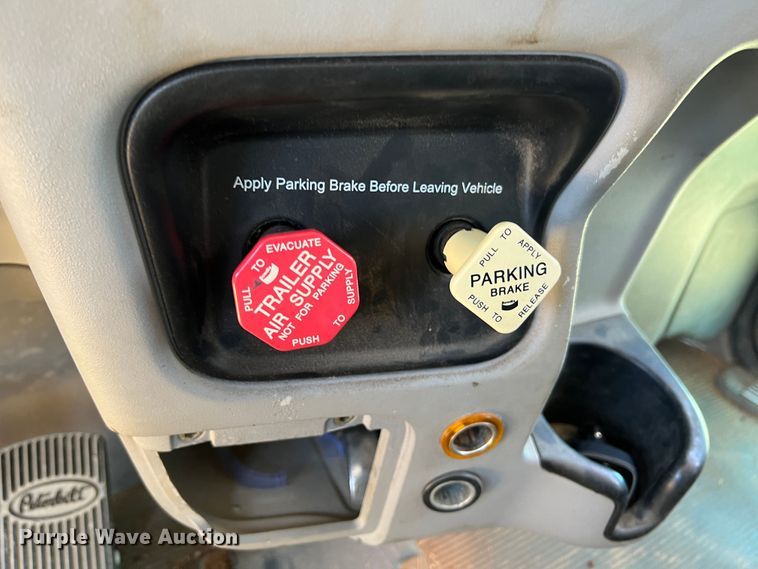 Apply Parking Brake Before Leaving Vehicle
PULL TO EVACUATE
TRAILER
AIR SUPPLY
NOT FOR PARKING
PUSH TO SUPPLY
PULL TO APPLY
PARKING
BRAKE
PUSH TO RELEASE
Peterbilt
Purple Wave Auction